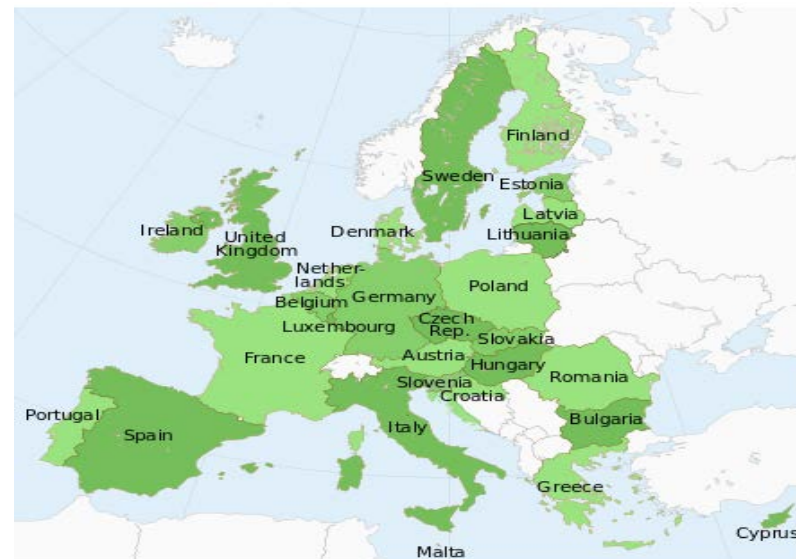 Finland
Sweden
Estonia
Latvia
Lithuania
Denmark
Ireland
United
Kingdom
Nether-
lands
Belgium
Germany
Poland
Luxembourg
Czech
Rep.
Slovakia
France
Austria
Hungary
Slovenia
Romania
Croatia
Portugal
Spain
Italy
Bulgaria
Greece
Cyprus
Malta